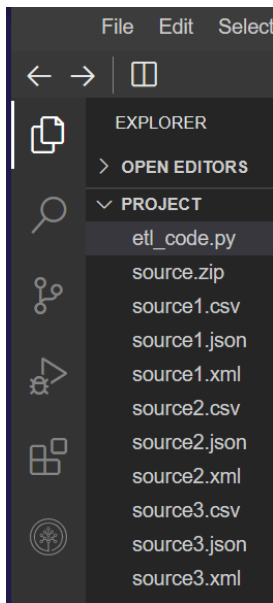 File Edit Select
EXPLORER
OPEN EDITORS
PROJECT
etl_code.py
source.zip
source1.csv
source1.json
source1.xml
source2.csv
source2.json
source2.xml
source3.csv
source3.json
source3.xml